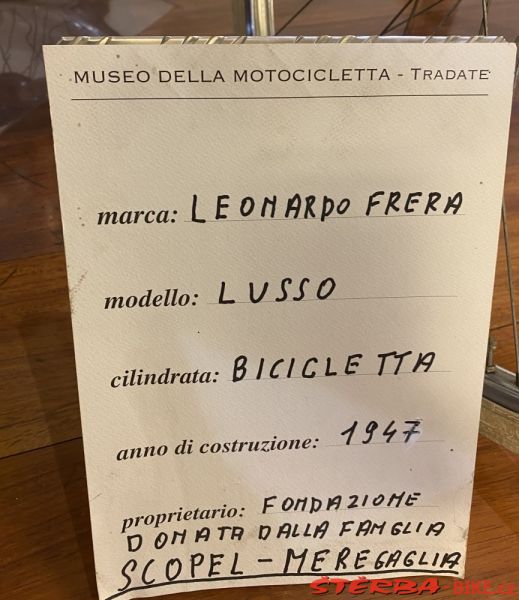 MUSEO DELLA MOTOCICLETTA - TRADATE
marca: LEONARDO FRERA
modello: LUSSO
cilindrata: BICICLETTA
anno di costruzione: 1947
proprietario: FONDAZIONE
DONATA DALLA FAMGLIA
SCOPEL - MEREGAGLIA
ŠTĚRBA BIKE.cz